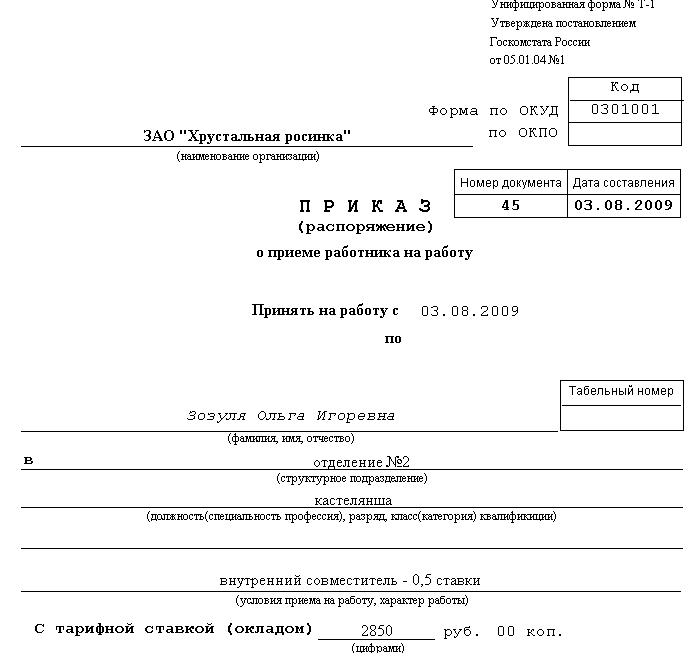 Унифицированная форма № Т-1
Утверждена постановлением
Госкомстата России
от 05.01.04 №1
Код
Форма по ОКУД 0301001
по ОКПО
ЗАО "Хрустальная росинка"
(наименование организации)
Номер документа Дата составления
П Р И К А З 45 03.08.2009
(распоряжение)
о приеме работника на работу
Принять на работу с 03.08.2009
по
Табельный номер
Зозуля Ольга Игоревна
(фамилия, имя, отчество)
в отделение №2
(структурное подразделение)
кастелянша
(должность(специальность профессия), разряд, класс(категория) квалификиции)
внутренний совместитель - 0,5 ставки
(условия приема на работу, характер работы)
С тарифной ставкой (окладом) 2850 руб. 00 коп.
(цифрами)